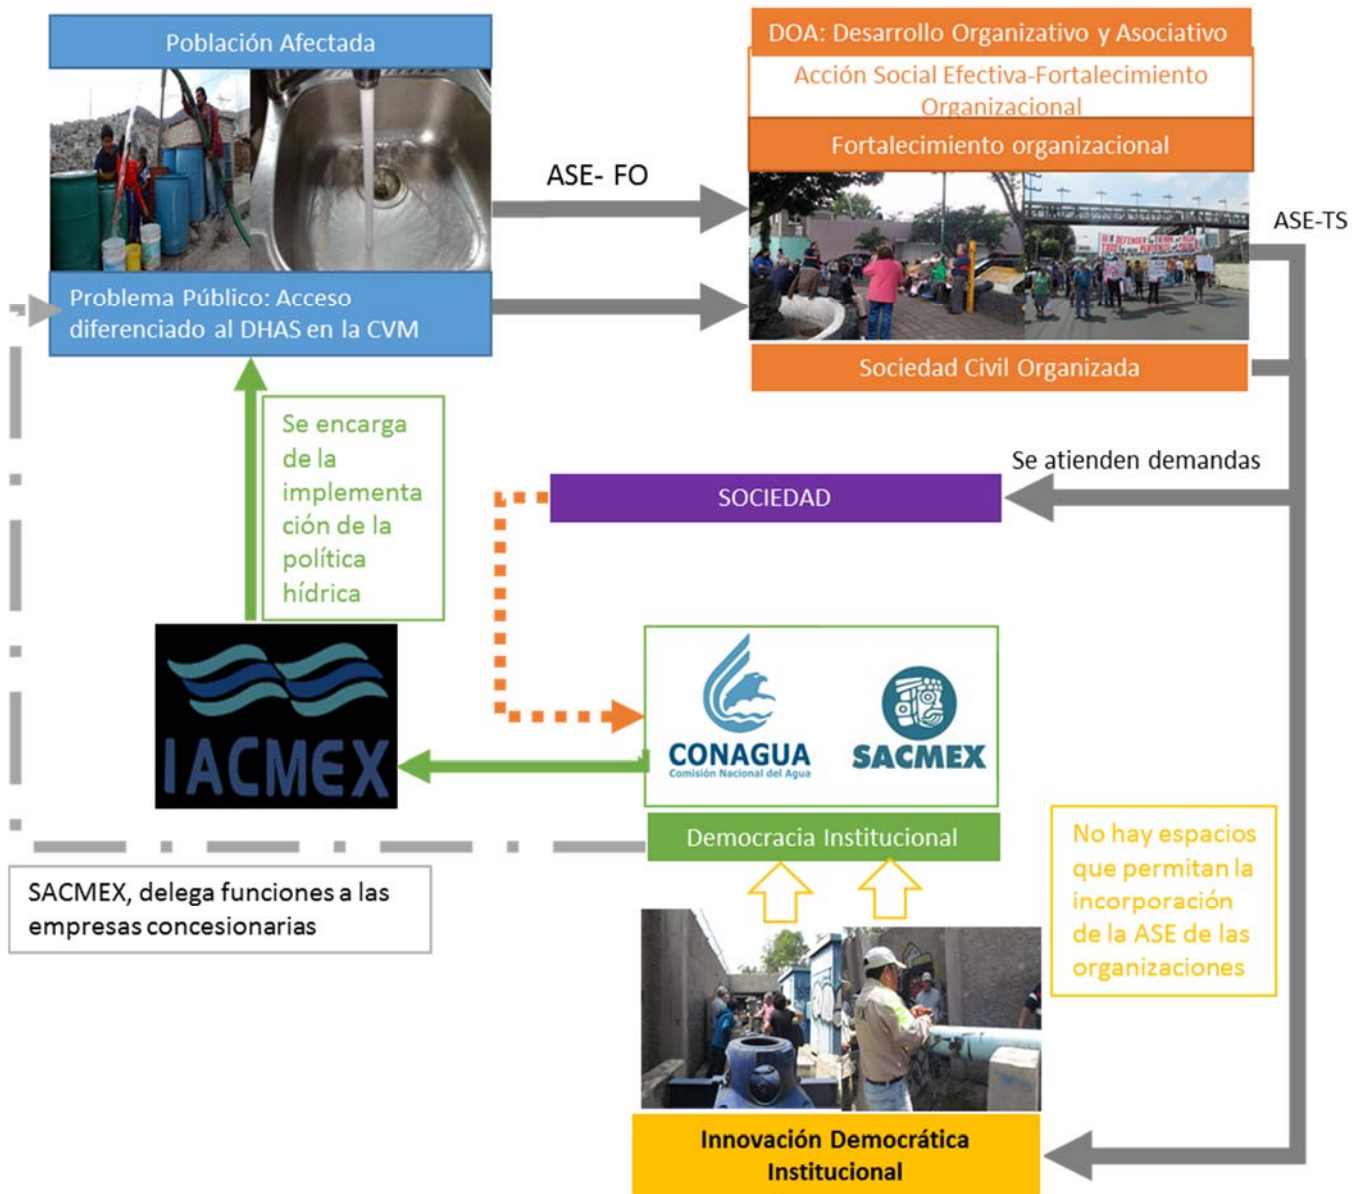 Población Afectada
DOA: Desarrollo Organizativo y Asociativo
Acción Social Efectiva-Fortalecimiento
Organizacional
Fortalecimiento organizacional
ASE- FO
ASE-TS
Problema Público: Acceso
diferenciado al DHAS en la CVM
Sociedad Civil Organizada
Se encarga
de la
implementa
ción de la
política
hídrica
Se atienden demandas
SOCIEDAD
IACMEX
CONAGUA
Comisión Nacional del Agua
SACMEX
Democracia Institucional
No hay espacios
que permitan la
incorporación
de la ASE de las
organizaciones
SACMEX, delega funciones a las
empresas concesionarias
Innovación Democrática
Institucional